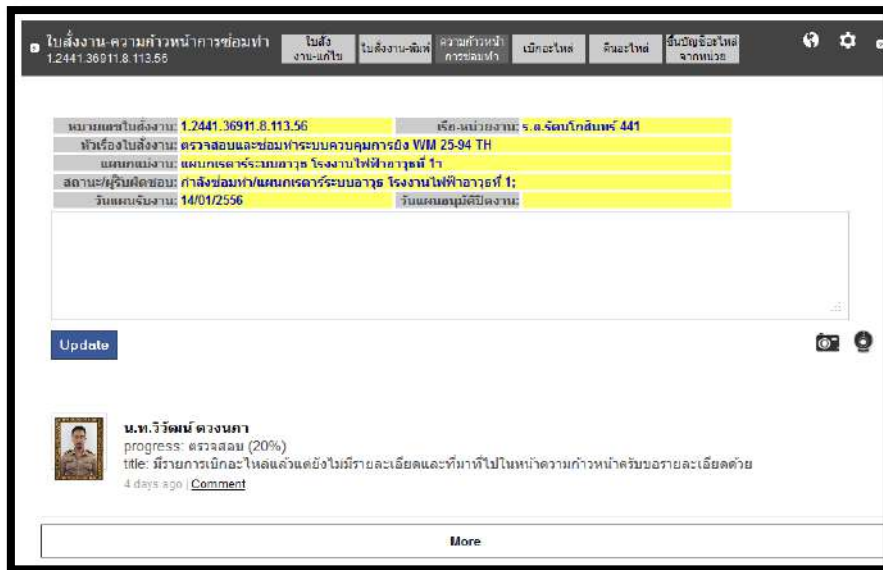 ใบสั่งงาน-ความก้าวหน้าการซ่อมทำ
1.2441.36911.8.113.56
ใบสั่ง
งาน-แก้ไข
ใบสั่งงาน-พิมพ์
ความก้าวหน้า
การซ่อมทำ
เบิกอะไหล่
คืนอะไหล่
ขึ้นบัญชีอะไหล่
จากหน่วย
หมายเลขใบสั่งงาน: 1.2441.36911.8.113.56 เรือ-หน่วยงาน: ร.ล.รัตนโกสินทร์ 441
หัวเรื่องใบสั่งงาน: ตรวจสอบและซ่อมทำระบบควบคุมการยิง WM 25-94 TH
แผนกแม่งาน: แผนกเรดาร์ระบบอาวุธ โรงงานไฟฟ้าอาวุธที่
สถานะ/ผู้รับผิดชอบ: กำลังซ่อมทำ/แผนกเรดาร์ระบบอาวุธ โรงงานไฟฟ้าอาวุธที่ 1;
วันแผนรับงาน: 14/01/2556 วันแผนอนุมัติปิดงาน:
Update
น.ท.วิวัฒน์ ดวงนภา
progress: ตรวจสอบ (20%)
title: มีรายการเบิกอะไหล่แล้วแต่ยังไม่มีรายละเอียดและที่มาที่ไปในหน้าความก้าวหน้าครับขอรายละเอียดด้วย
4 days ago | Comment
More